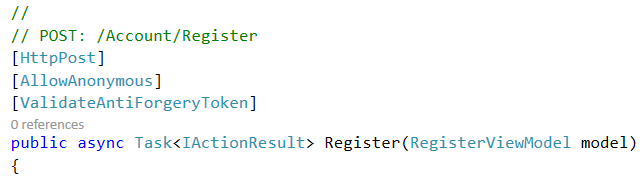 //
// POST: /Account/Register
[HttpPost]
[AllowAnonymous]
[ValidateAntiForgeryToken]
0 references
public async Task<IActionResult> Register(RegisterViewModel model)
{